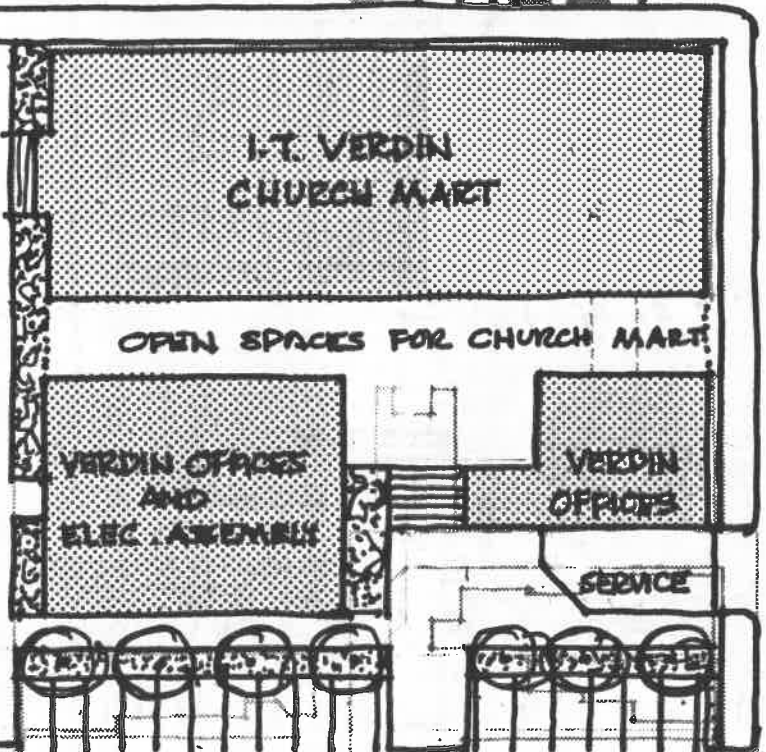 I.T. VERDIN
CHURCH MART
OPEN SPACES FOR CHURCH MART
VERDIN OFFICES
AND
ELEC. ASSEMBLY
VERDIN
OFFICES
SERVICE